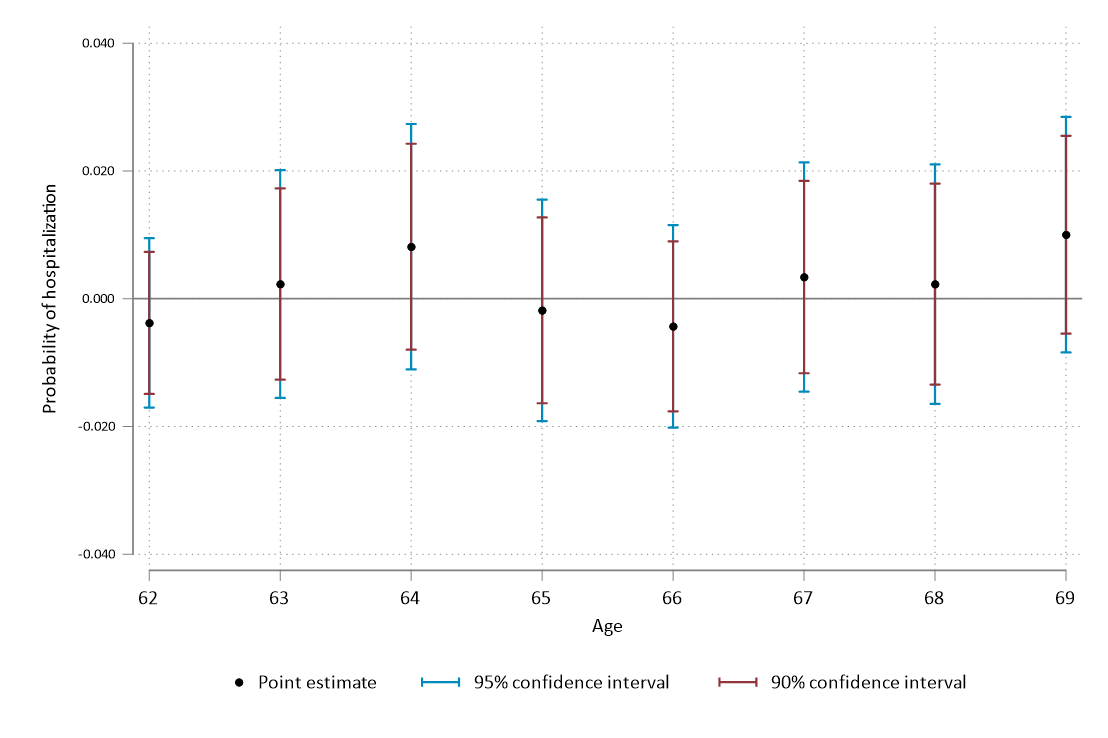 0.040
0.020
0.000
-0.020
-0.040
Probability of hospitalization
62 63 64 65 66 67 68 69
Age
Point estimate 95% confidence interval 90% confidence interval